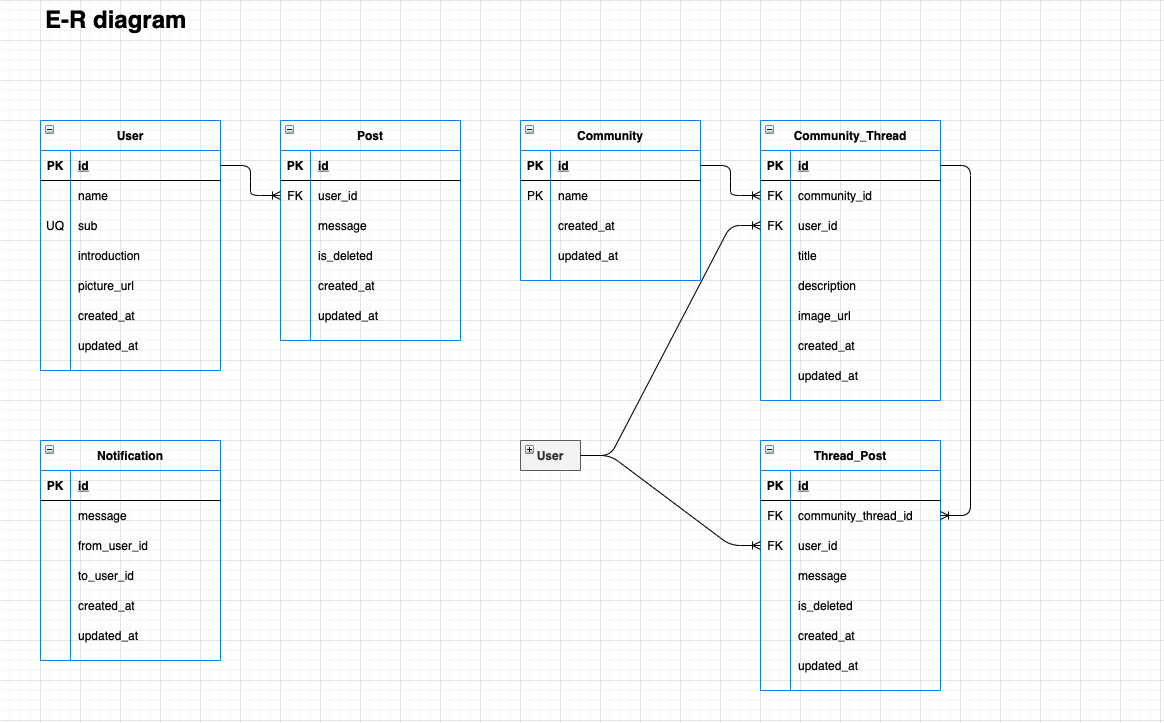 E-R diagram
User
PK id
name
UQ sub
introduction
picture_url
created_at
updated_at
Post
PK id
FK user_id
message
is_deleted
created_at
updated_at
Community
PK id
PK name
created_at
updated_at
Community_Thread
PK id
FK community_id
FK user_id
title
description
image_url
created_at
updated_at
Notification
PK id
message
from_user_id
to_user_id
created_at
updated_at
User
Thread_Post
PK id
FK community_thread_id
FK user_id
message
is_deleted
created_at
updated_at